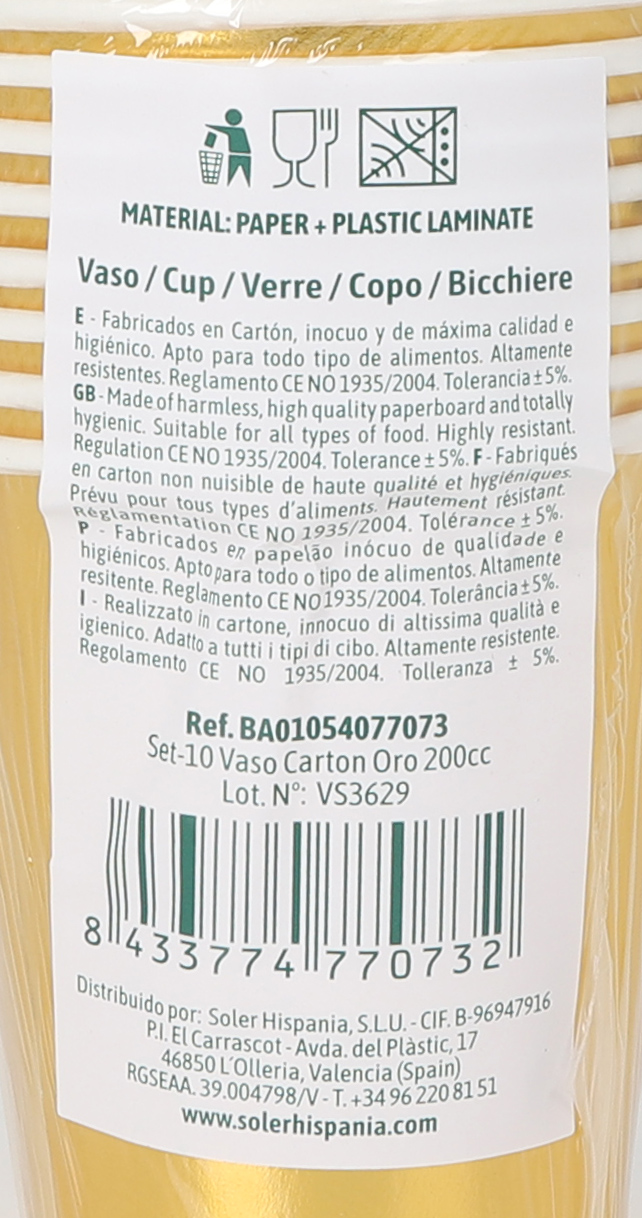 MATERIAL: PAPER + PLASTIC LAMINATE
Vaso / Cup / Verre / Copo / Bicchiere
E - Fabricados en Cartón, inocuo y de máxima calidad e
higiénico. Apto para todo tipo de alimentos. Altamente
resistentes. Reglamento CE NO 1935/2004. Tolerancia ± 5%.
GB - Made of harmless, high quality paperboard and totally
hygienic. Suitable for all types of food. Highly resistant.
Regulation CE NO 1935/2004. Tolerance ± 5%. F - Fabriqués
en carton non nuisible de haute qualité et hygiéniques.
Prévu pour tous types d'aliments. Hautement résistant.
Réglamentation CE NO 1935/2004. Tolérance ± 5%.
P - Fabricados en papelão inócuo de qualidade e
higiénicos. Apto para todo o tipo de alimentos. Altamente
resitente. Reglamento CE NO 1935/2004. Tolerância ± 5%.
I - Realizzato in cartone, innocuo di altissima qualità e
igienico. Adatto a tutti i tipi di cibo. Altamente resistente.
Regolamento CE NO 1935/2004. Tolleranza ± 5%.
Ref. BA01054077073
Set-10 Vaso Carton Oro 200cc
Lot. Nº: VS3629
8 433774 770732
Distribuido por: Soler Hispania, S.L.U. - CIF. B-96947916
P.I. El Carrascot - Avda. del Plàstic, 17
46850 L´Olleria, Valencia (Spain)
RGSEAA. 39.004798/V - T. +34 96 220 81 51
www.solerhispania.com